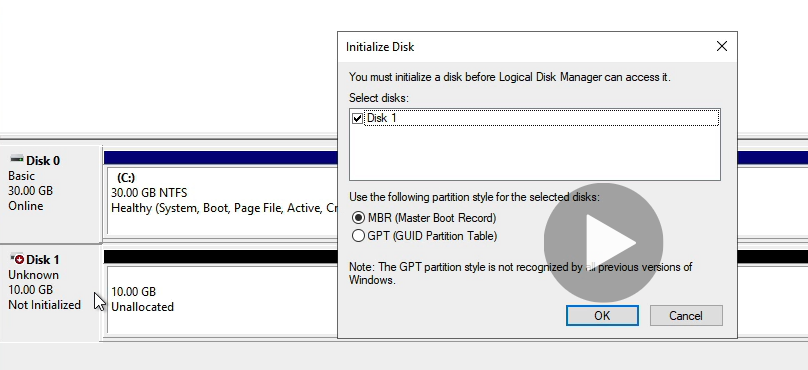 Initialize Disk
You must initialize a disk before Logical Disk Manager can access it.
Select disks:
Disk 1
Use the following partition style for the selected disks:
MBR (Master Boot Record)
GPT (GUID Partition Table)
Note: The GPT partition style is not recognized by all previous versions of
Windows.
OK
Cancel
Disk 0
Basic
30.00 GB
Online
(C:)
30.00 GB NTFS
Healthy (System, Boot, Page File, Active, Cr
Disk 1
Unknown
10.00 GB
Not Initialized
10.00 GB
Unallocated